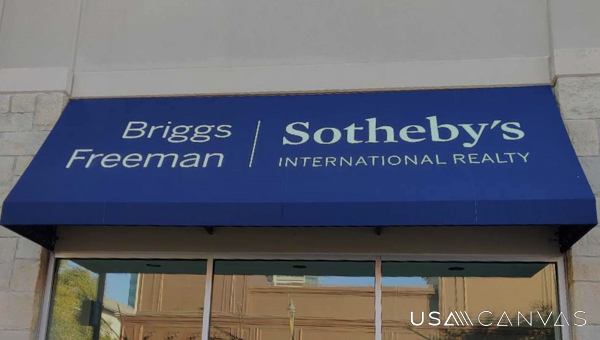 Briggs
Freeman
Sotheby's
INTERNATIONAL REALTY
USA CANVAS